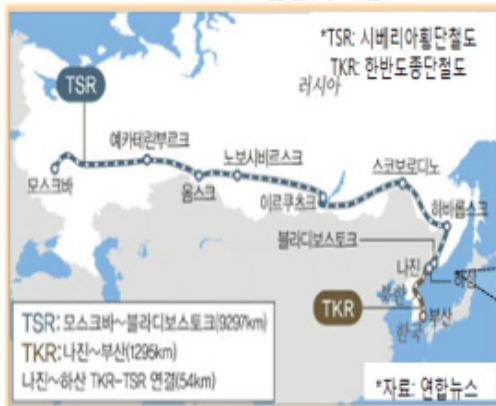 *TSR: 시베리아횡단철도
TKR: 한반도종단철도
러시아
TSR
예카테린부르크
노보시비르스크
스코보로디노
모스크바
옴스크
이르쿠츠크
하바롭스크
블라디보스토크
나진
하산
북한
TKR
부산
한국
TSR: 모스크바~블라디보스토크(9297km)
TKR: 나진~부산(1295km)
나진~하산 TKR-TSR 연결(54km)
*자료: 연합뉴스